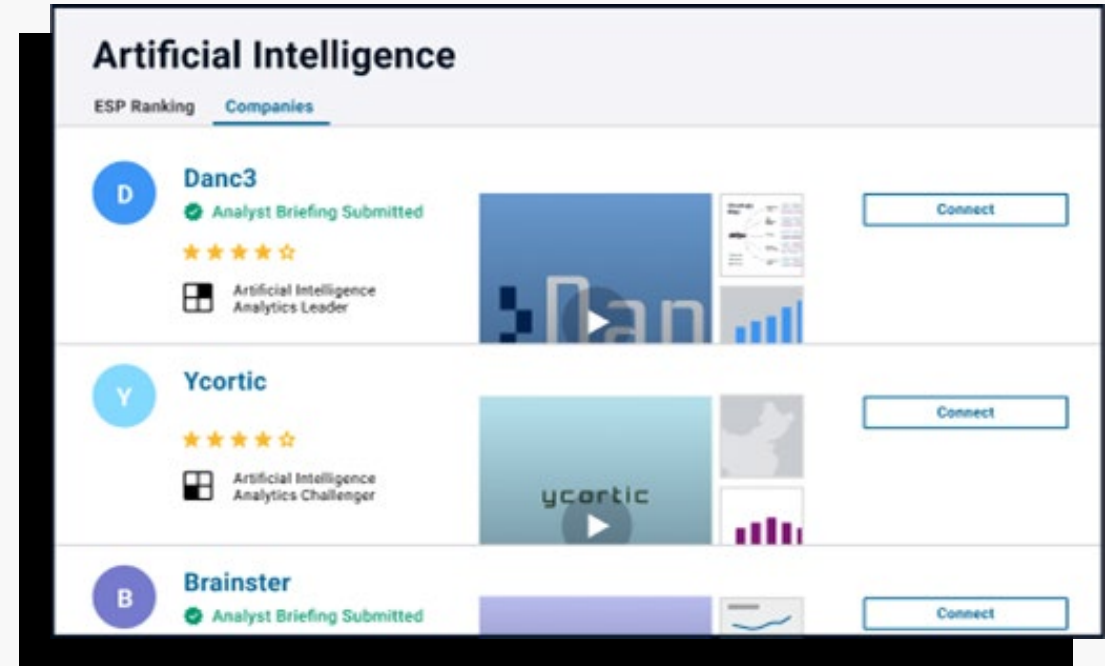 Artificial Intelligence
ESP Ranking Companies
D
Danc3
Analyst Briefing Submitted
Artificial Intelligence
Analytics Leader
Dan
Connect
Y
Ycortic
Artificial Intelligence
Analytics Challenger
ycortic
Connect
B
Brainster
Analyst Briefing Submitted
Connect